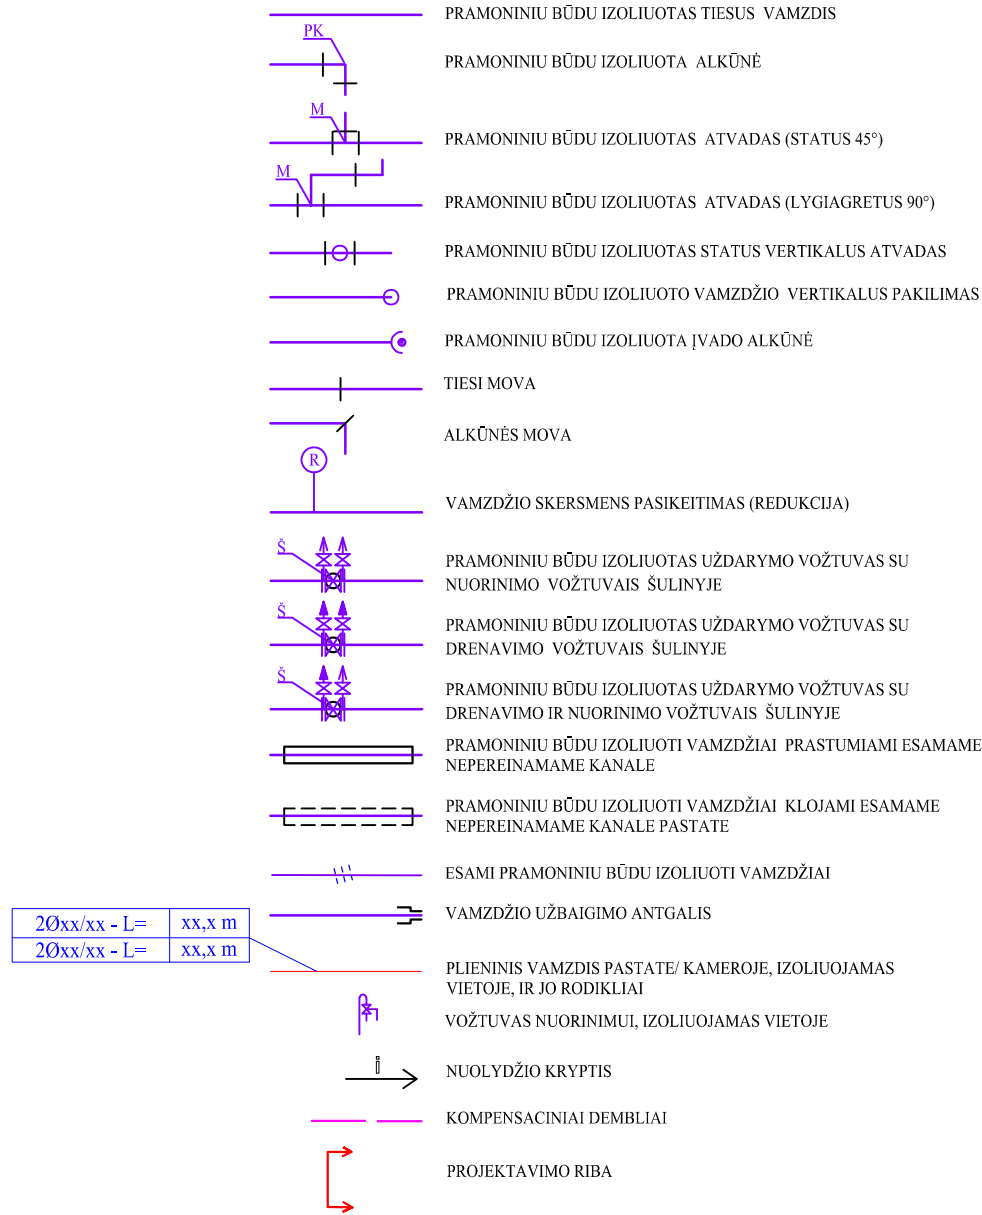 PRAMONINIU BŪDU IZOLIUOTAS TIESUS VAMZDIS
PK
PRAMONINIU BŪDU IZOLIUOTA ALKŪNĖ
M
PRAMONINIU BŪDU IZOLIUOTAS ATVADAS (STATUS 45°)
M
PRAMONINIU BŪDU IZOLIUOTAS ATVADAS (LYGIAGRETUS 90°)
PRAMONINIU BŪDU IZOLIUOTAS STATUS VERTIKALUS ATVADAS
PRAMONINIU BŪDU IZOLIUOTO VAMZDŽIO VERTIKALUS PAKILIMAS
PRAMONINIU BŪDU IZOLIUOTA ĮVADO ALKŪNĖ
TIESI MOVA
ALKŪNĖS MOVA
R
VAMZDŽIO SKERSMENS PASIKEITIMAS (REDUKCIJA)
Š
PRAMONINIU BŪDU IZOLIUOTAS UŽDARYMO VOŽTUVAS SU
NUORINIMO VOŽTUVAIS ŠULINYJE
Š
PRAMONINIU BŪDU IZOLIUOTAS UŽDARYMO VOŽTUVAS SU
DRENAVIMO VOŽTUVAIS ŠULINYJE
Š
PRAMONINIU BŪDU IZOLIUOTAS UŽDARYMO VOŽTUVAS SU
DRENAVIMO IR NUORINIMO VOŽTUVAIS ŠULINYJE
PRAMONINIU BŪDU IZOLIUOTI VAMZDŽIAI PRASTUMIAMI ESAMAME
NEPEREINAMAME KANALE
PRAMONINIU BŪDU IZOLIUOTI VAMZDŽIAI KLOJAMI ESAMAME
NEPEREINAMAME KANALE PASTATE
ESAMI PRAMONINIU BŪDU IZOLIUOTI VAMZDŽIAI
VAMZDŽIO UŽBAIGIMO ANTGALIS
2Øxx/xx - L= xx,x m
2Øxx/xx - L= xx,x m
PLIENINIS VAMZDIS PASTATE/ KAMEROJE, IZOLIUOJAMAS
VIETOJE, IR JO RODIKLIAI
VOŽTUVAS NUORINIMUI, IZOLIUOJAMAS VIETOJE
i
NUOLYDŽIO KRYPTIS
KOMPENSACINIAI DEMBLIAI
PROJEKTAVIMO RIBA